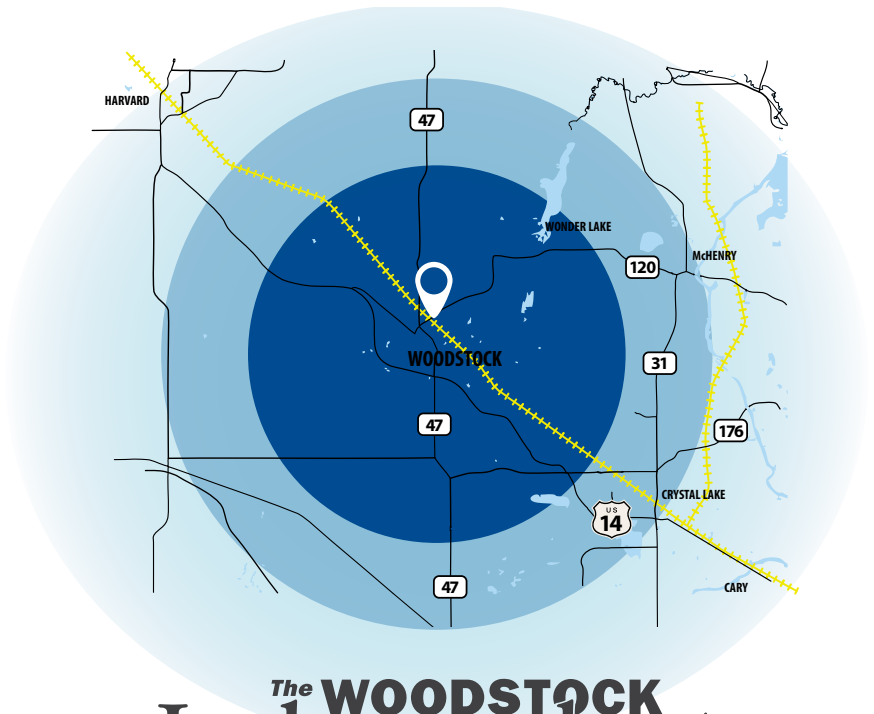 HARVARD
47
WONDER LAKE
McHENRY
120
WOODSTOCK
31
47
176
CRYSTAL LAKE
US
14
47
CARY
The WOODSTOCK